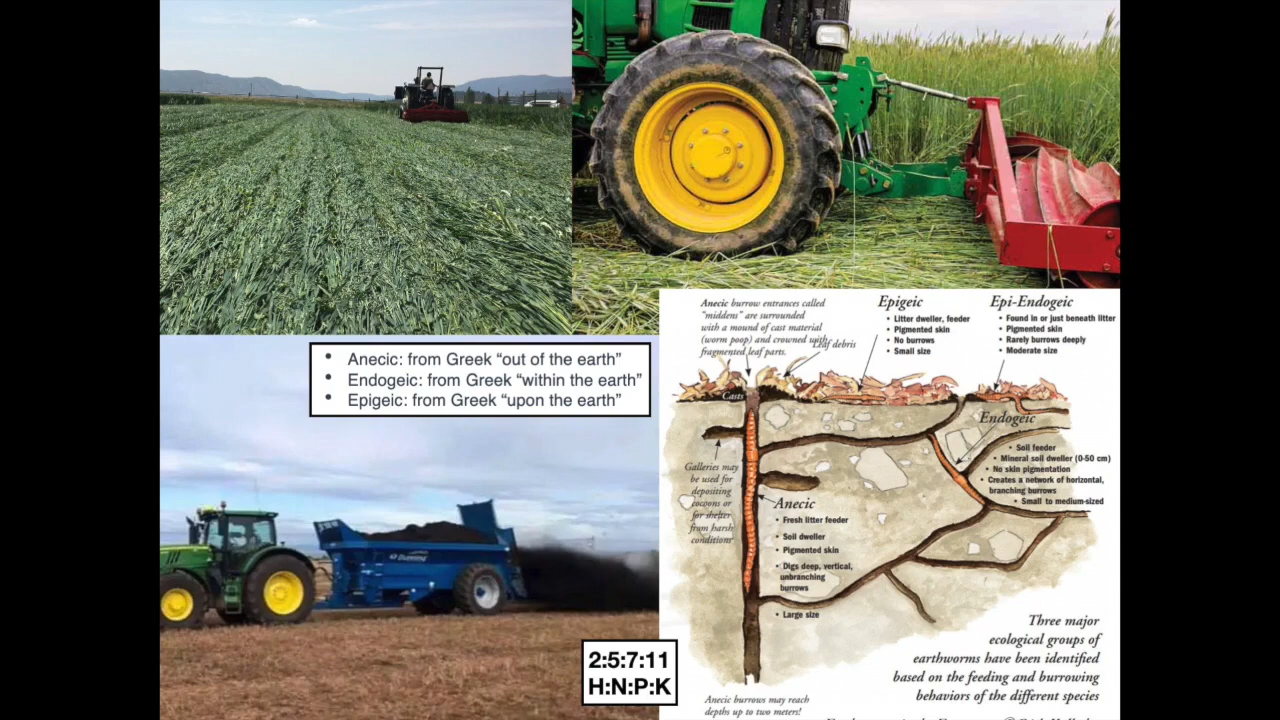 Anecic: from Greek “out of the earth”
Endogeic: from Greek “within the earth”
Epigeic: from Greek “upon the earth”
Anecic burrow entrances called
“middens” are surrounded
with a mound of cast material
(worm poop) and crowned with
fragmented leaf parts.
Leaf debris
Epigeic
• Litter dweller, feeder
• Pigmented skin
• No burrows
• Small size
Epi-Endogeic
• Found in or just beneath litter
• Pigmented skin
• Rarely burrows deeply
• Moderate size
Casts
Endogeic
• Soil feeder
• Mineral soil dweller (0-50 cm)
• No skin pigmentation
• Creates a network of horizontal,
branching burrows
• Small to medium-sized
Galleries may
be used for
depositing
cocoons or
for shelter
from harsh
conditions
Anecic
• Fresh litter feeder
• Soil dweller
• Pigmented skin
• Digs deep, vertical,
unbranching
burrows
• Large size
Three major
ecological groups of
earthworms have been identified
based on the feeding and burrowing
behaviors of the different species
Anecic burrows may reach
depths up to two meters!
2:5:7:11
H:N:P:K